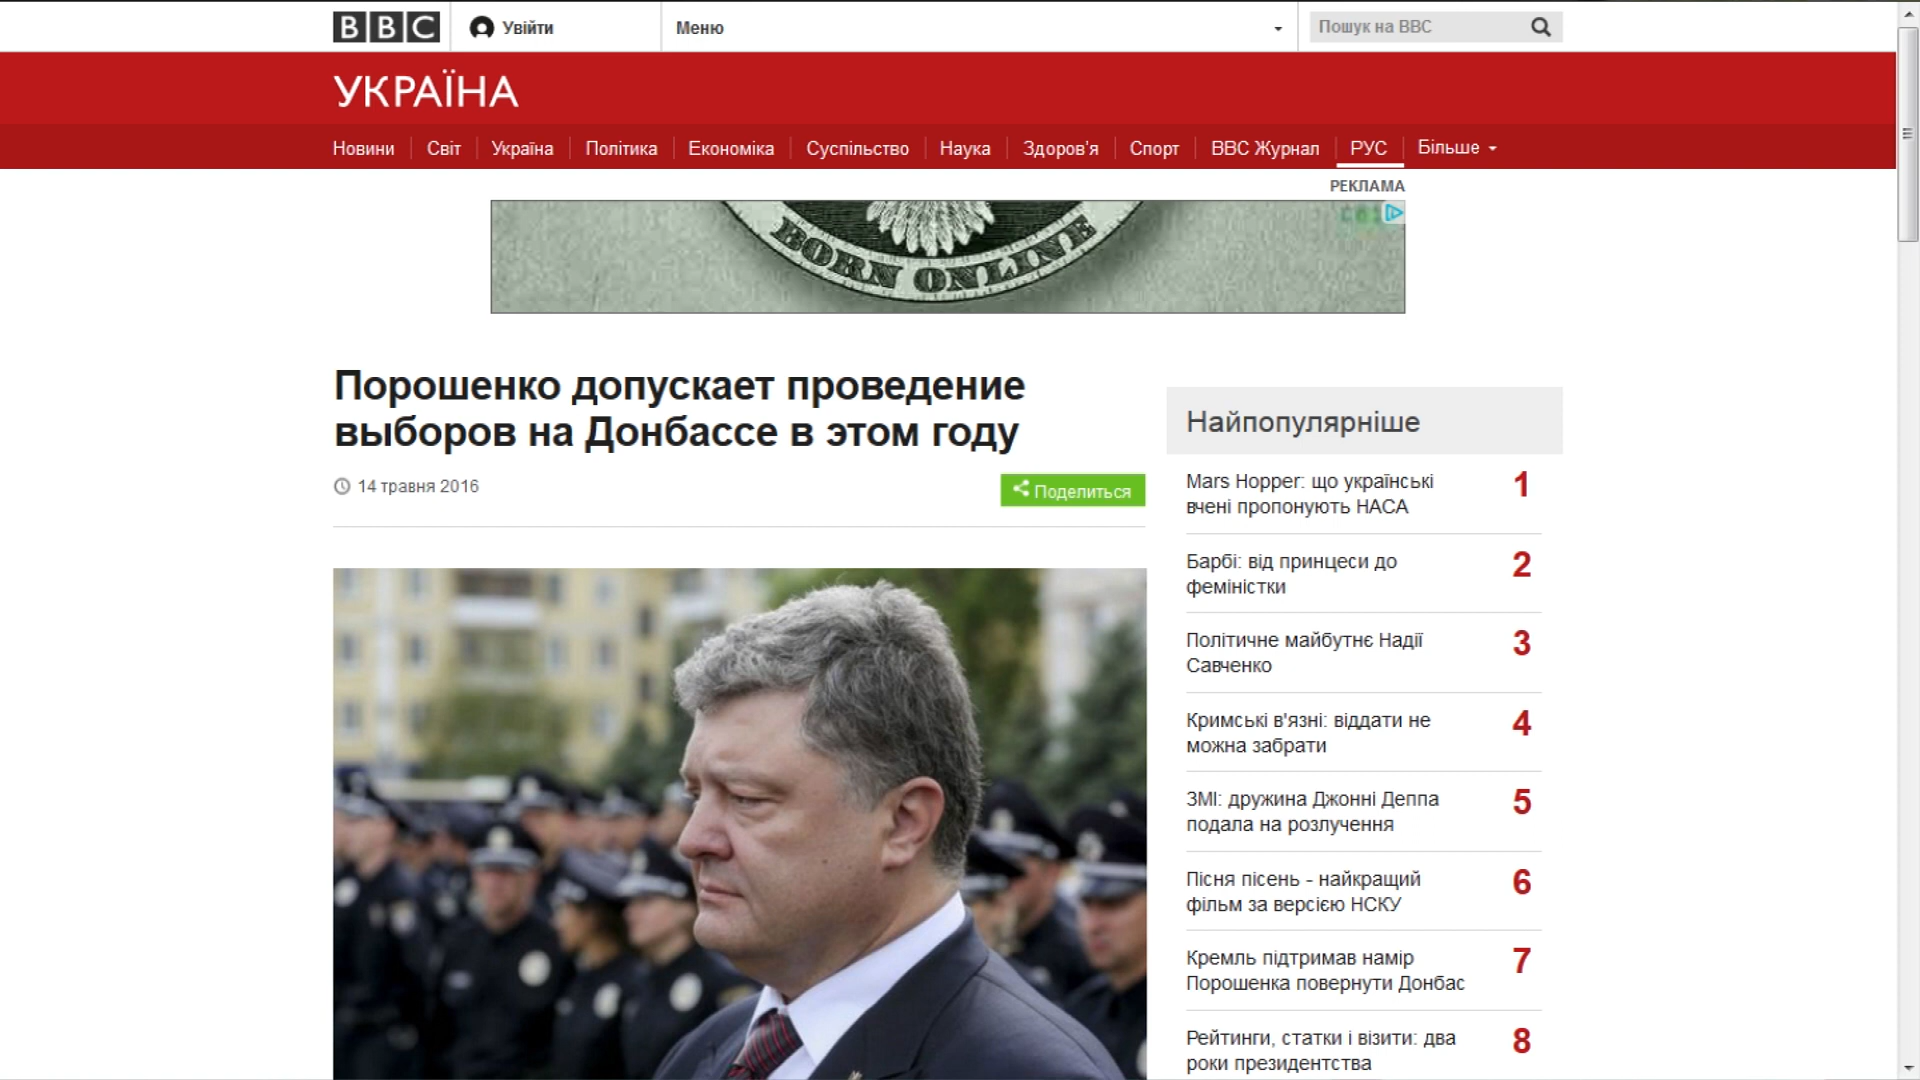 BBC
Увійти
Меню
Пошук на BBC
УКРАЇНА
Новини
Світ
Україна
Політика
Економіка
Суспільство
Наука
Здоров'я
Спорт
ВВС Журнал
РУС
Більше
РЕКЛАМА
BORN ONLINE
Порошенко допускает проведение
выборов на Донбассе в этом году
14 травня 2016
Поделиться
Найпопулярніше
Mars Hopper: що українські 1
вчені пропонують НАСА
Барбі: від принцеси до 2
феміністки
Політичне майбутнє Надії 3
Савченко
Кримські в'язні: віддати не 4
можна забрати
ЗМІ: дружина Джонні Деппа 5
подала на розлучення
Пісня пісень - найкращий 6
фільм за версією НСКУ
Кремль підтримав намір 7
Порошенка повернути Донбас
Рейтинги, статки і візити: два 8
роки президентства